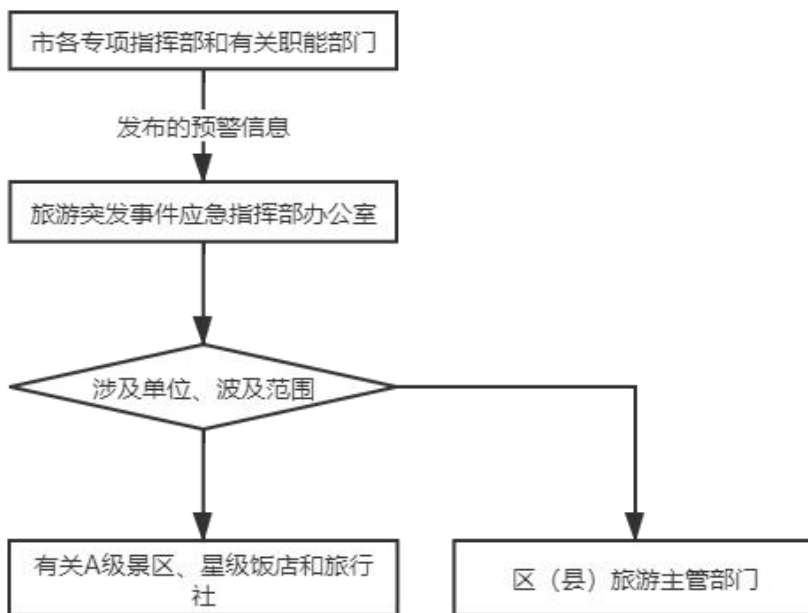 市各专项指挥部和有关职能部门
发布的预警信息
旅游突发事件应急指挥部办公室
涉及单位、波及范围
有关A级景区、星级饭店和旅行
社
区（县）旅游主管部门